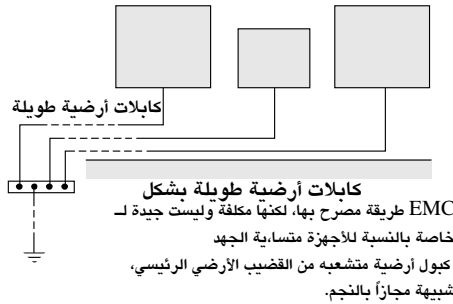 كابلات أرضية طويلة
كابلات أرضية طويلة بشكل
EMC طريقة مصرح بها، لكنها مكلفة وليست جيدة لـ
خاصة بالنسبة للأجهزة متساءية الجهد
كبول أرضية متشعبه من القضيب الأرضي الرئيسي،
شبيهة مجازاً بالنجم.